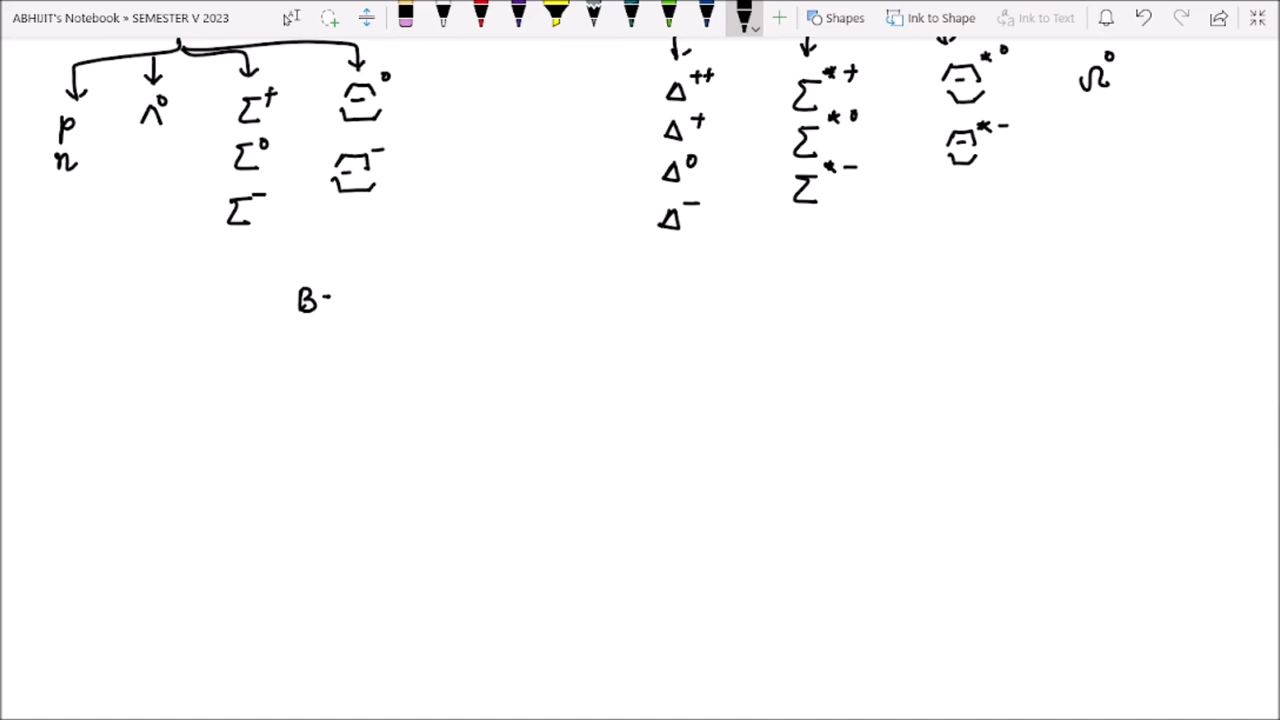 ABHIJIT's Notebook » SEMESTER V 2023 Shapes Ink to Shape Ink to Text
p Λ⁰ Σ⁺ Ξ⁰ Δ⁺⁺ Σ*⁺ Ξ*⁰ Ω⁰
n Σ⁰ Ξ⁻ Δ⁺ Σ*⁰ Ξ*⁻
Σ⁻ Δ⁰ Σ*⁻
Δ⁻
B-